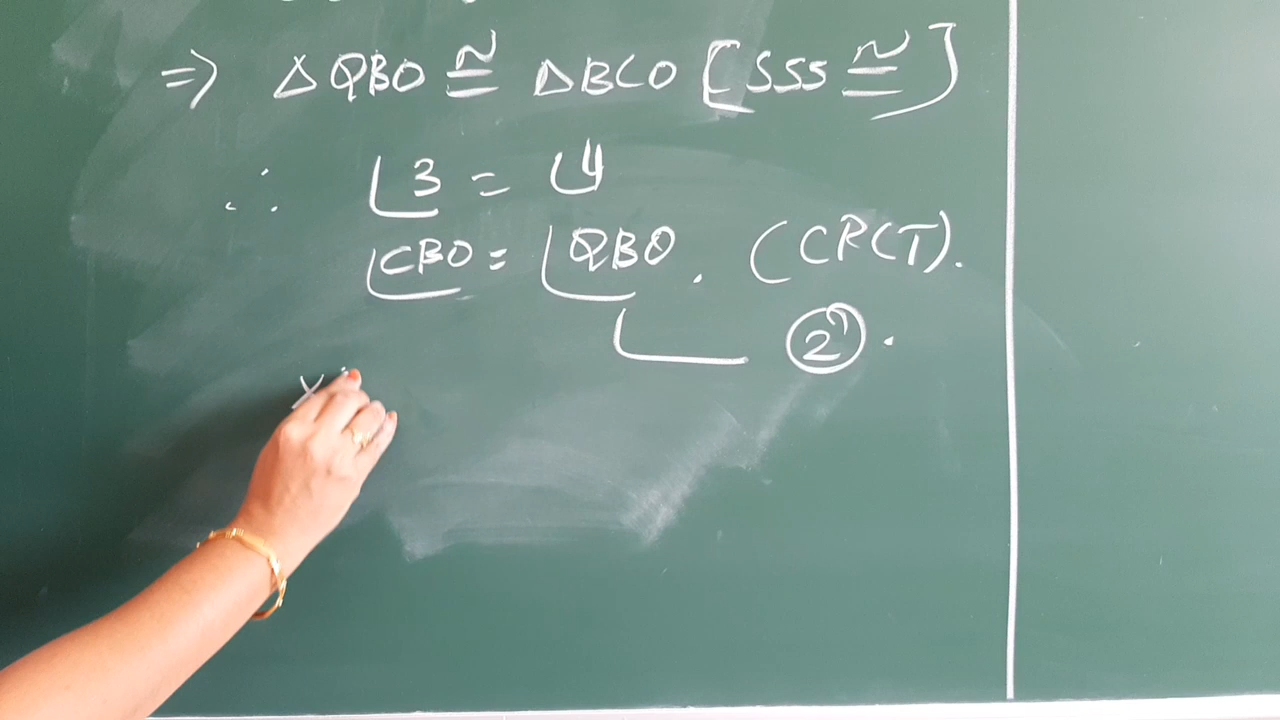 ⇒ △QBO ≅ △BCO [SSS ≅]
∴ ∠3 = ∠4
∠CBO = ∠QBO. (CPCT).
∠ ②.
X